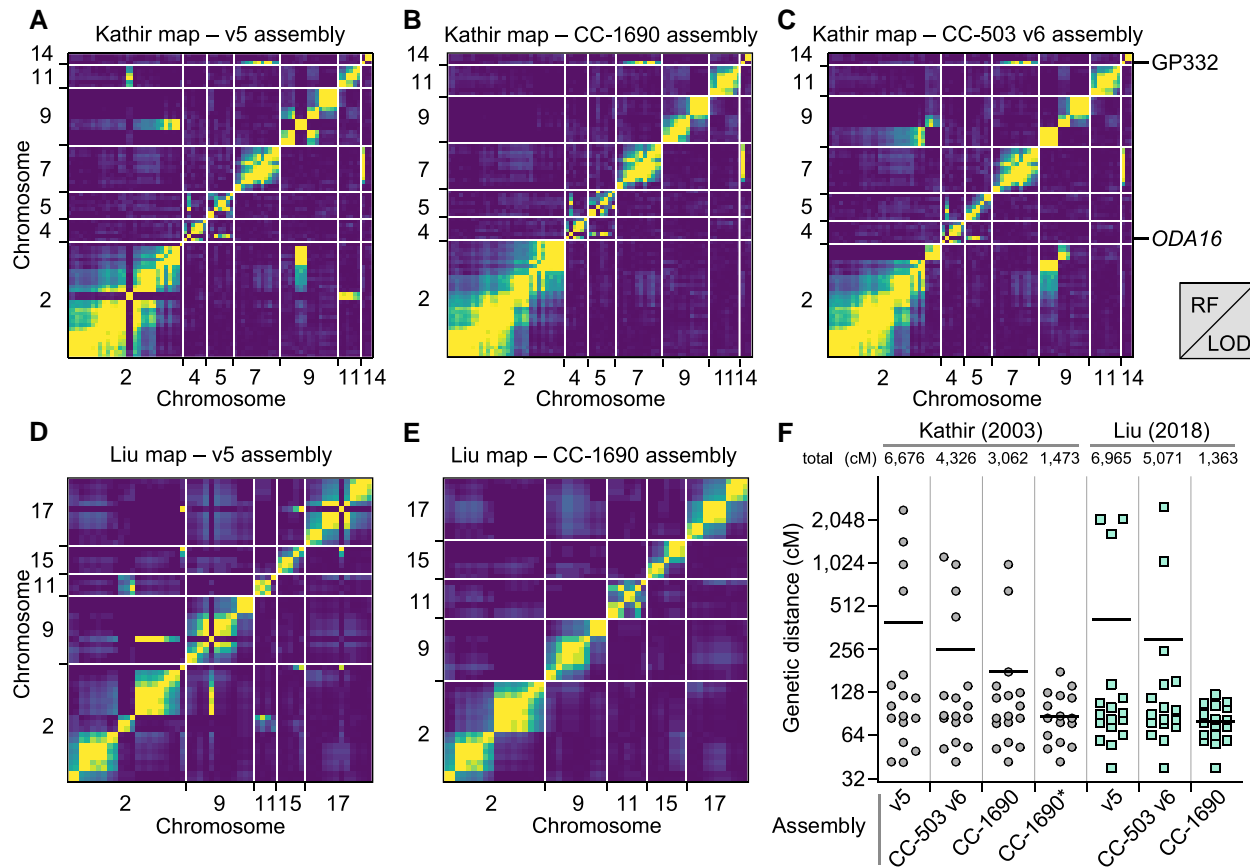 A
Kathir map – v5 assembly
14
11
9
7
5
4
2
Chromosome
2 4 5 7 9 11 14
Chromosome
B
Kathir map – CC-1690 assembly
14
11
9
7
5
4
2
2 4 5 7 9 11 14
Chromosome
C
Kathir map – CC-503 v6 assembly
14
11
9
7
5
4
2
2 4 5 7 9 11 14
Chromosome
GP332
ODA16
RF
LOD
D
Liu map – v5 assembly
17
15
11
9
2
Chromosome
2 9 11 15 17
Chromosome
E
Liu map – CC-1690 assembly
17
15
11
9
2
2 9 11 15 17
Chromosome
F
Kathir (2003) Liu (2018)
total (cM) 6,676 4,326 3,062 1,473 6,965 5,071 1,363
Genetic distance (cM)
2,048
1,024
512
256
128
64
32
Assembly
v5 CC-503 v6 CC-1690 CC-1690* v5 CC-503 v6 CC-1690